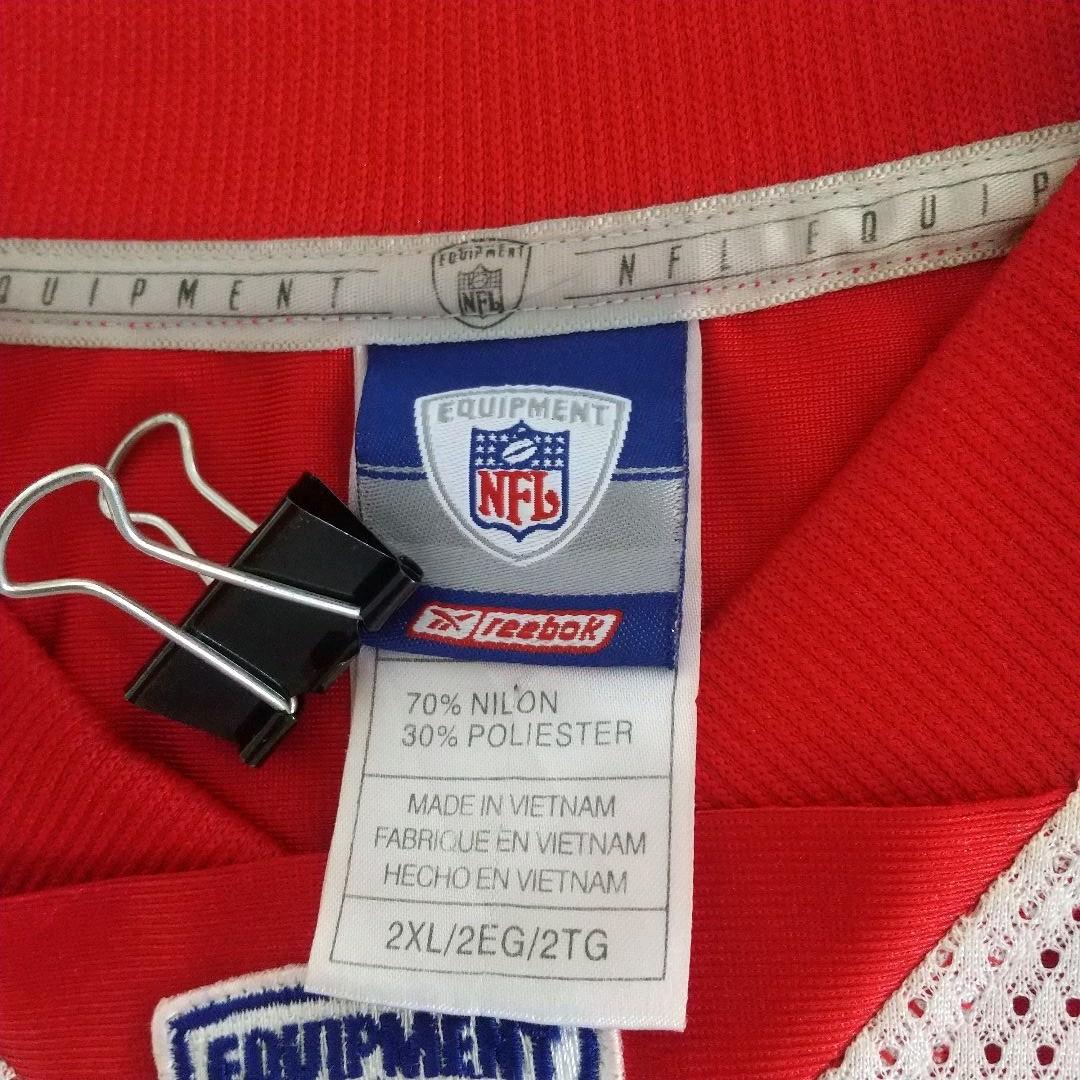 QUIPMENT
EQUIPMENT
NFL
NFL EQUIP
EQUIPMENT
NFL
reebok
70% NILON
30% POLIESTER
MADE IN VIETNAM
FABRIQUE EN VIETNAM
HECHO EN VIETNAM
2XL/2EG/2TG
EQUIPMENT